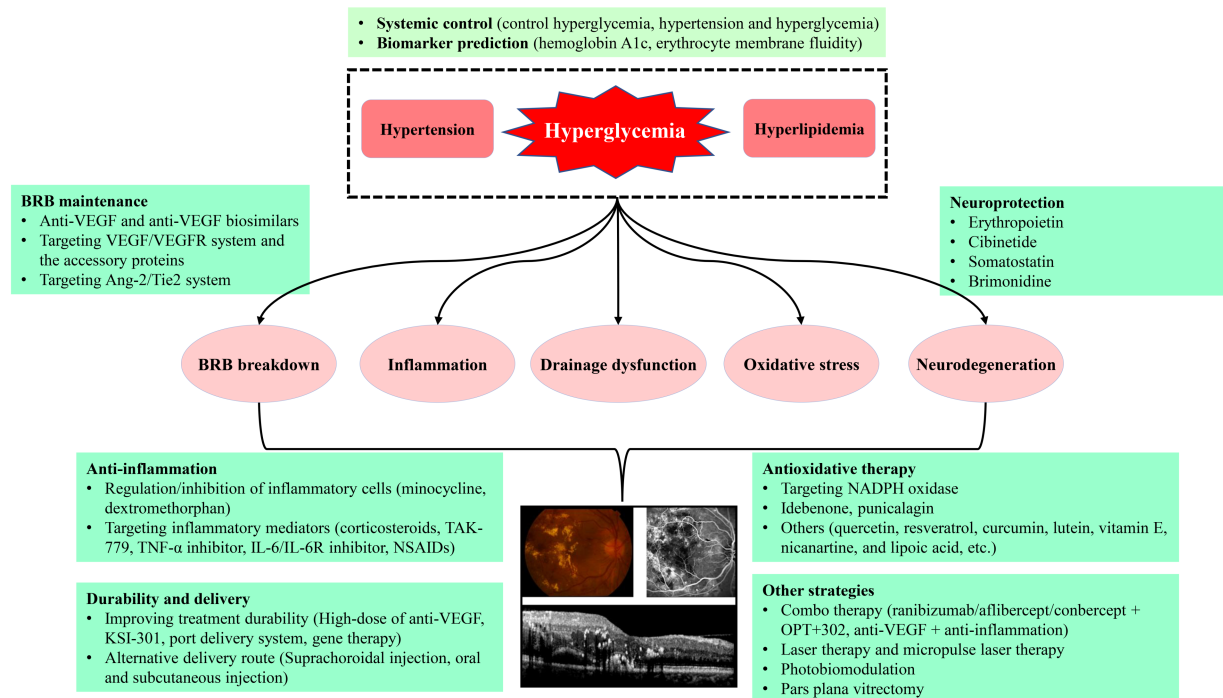 • Systemic control (control hyperglycemia, hypertension and hyperglycemia)
• Biomarker prediction (hemoglobin A1c, erythrocyte membrane fluidity)
Hypertension
Hyperglycemia
Hyperlipidemia
BRB maintenance
• Anti-VEGF and anti-VEGF biosimilars
• Targeting VEGF/VEGFR system and
the accessory proteins
• Targeting Ang-2/Tie2 system
Neuroprotection
• Erythropoietin
• Cibinetide
• Somatostatin
• Brimonidine
BRB breakdown
Inflammation
Drainage dysfunction
Oxidative stress
Neurodegeneration
Anti-inflammation
• Regulation/inhibition of inflammatory cells (minocycline,
dextromethorphan)
• Targeting inflammatory mediators (corticosteroids, TAK-
779, TNF-α inhibitor, IL-6/IL-6R inhibitor, NSAIDs)
Antioxidative therapy
• Targeting NADPH oxidase
• Idebenone, punicalagin
• Others (quercetin, resveratrol, curcumin, lutein, vitamin E,
nicanartine, and lipoic acid, etc.)
Durability and delivery
• Improving treatment durability (High-dose of anti-VEGF,
KSI-301, port delivery system, gene therapy)
• Alternative delivery route (Suprachoroidal injection, oral
and subcutaneous injection)
Other strategies
• Combo therapy (ranibizumab/aflibercept/conbercept +
OPT+302, anti-VEGF + anti-inflammation)
• Laser therapy and micropulse laser therapy
• Photobiomodulation
• Pars plana vitrectomy